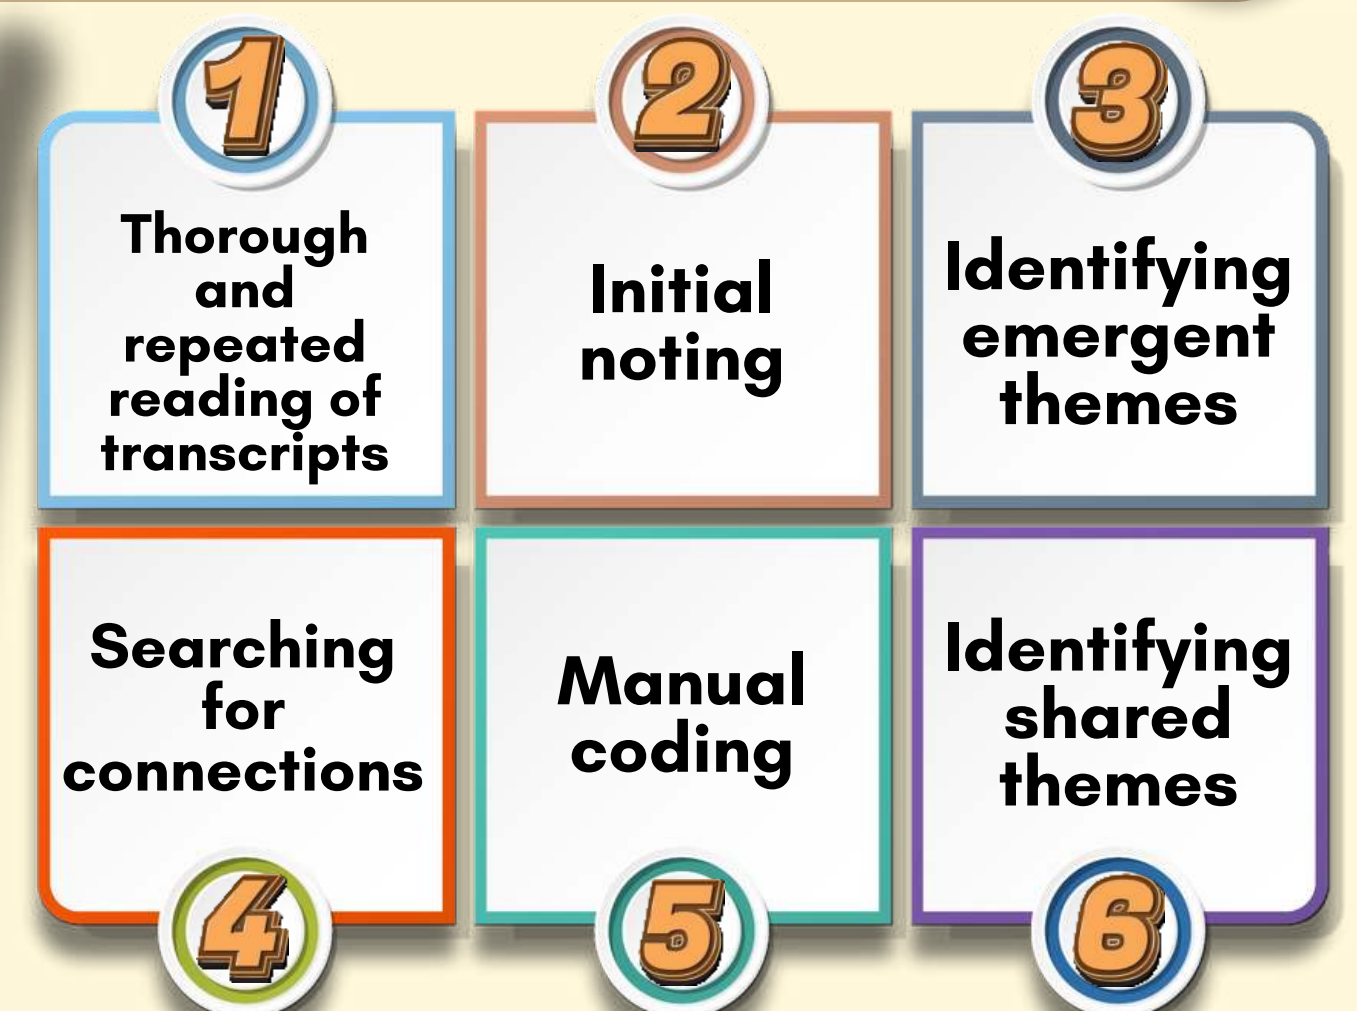 1
Thorough
and
repeated
reading of
transcripts
2
Initial
noting
3
Identifying
emergent
themes
Searching
for
connections
4
Manual
coding
5
Identifying
shared
themes
6